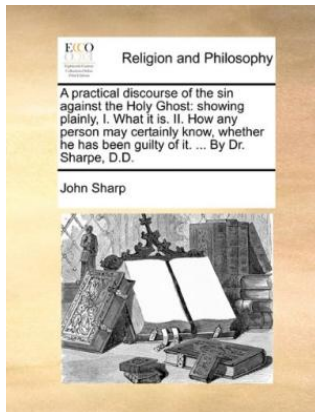 ECCO
Religion and Philosophy
A practical discourse of the sin
against the Holy Ghost: showing
plainly, I. What it is. II. How any
person may certainly know, whether
he has been guilty of it. ... By Dr.
Sharpe, D.D.
John Sharp